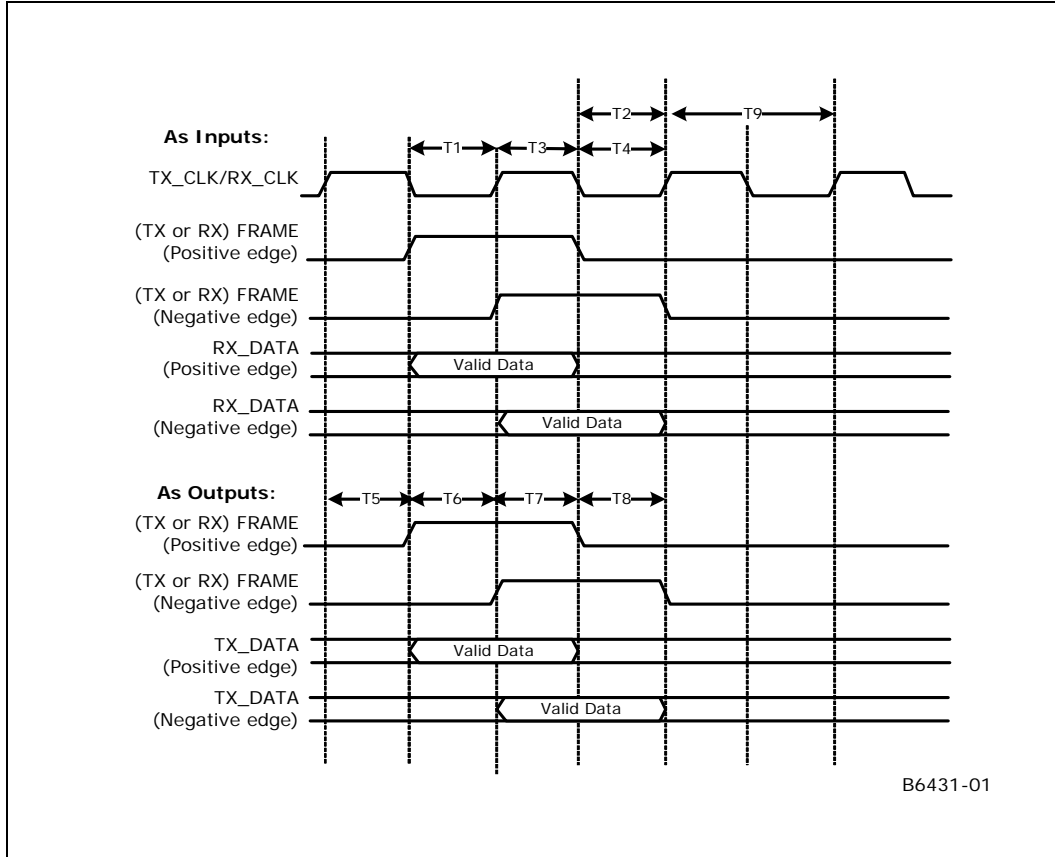 T2
T9
As Inputs:
T1
T3
T4
TX_CLK/RX_CLK
(TX or RX) FRAME
(Positive edge)
(TX or RX) FRAME
(Negative edge)
RX_DATA
(Positive edge)
Valid Data
RX_DATA
(Negative edge)
Valid Data
As Outputs:
T5
T6
T7
T8
(TX or RX) FRAME
(Positive edge)
(TX or RX) FRAME
(Negative edge)
TX_DATA
(Positive edge)
Valid Data
TX_DATA
(Negative edge)
Valid Data
B6431-01